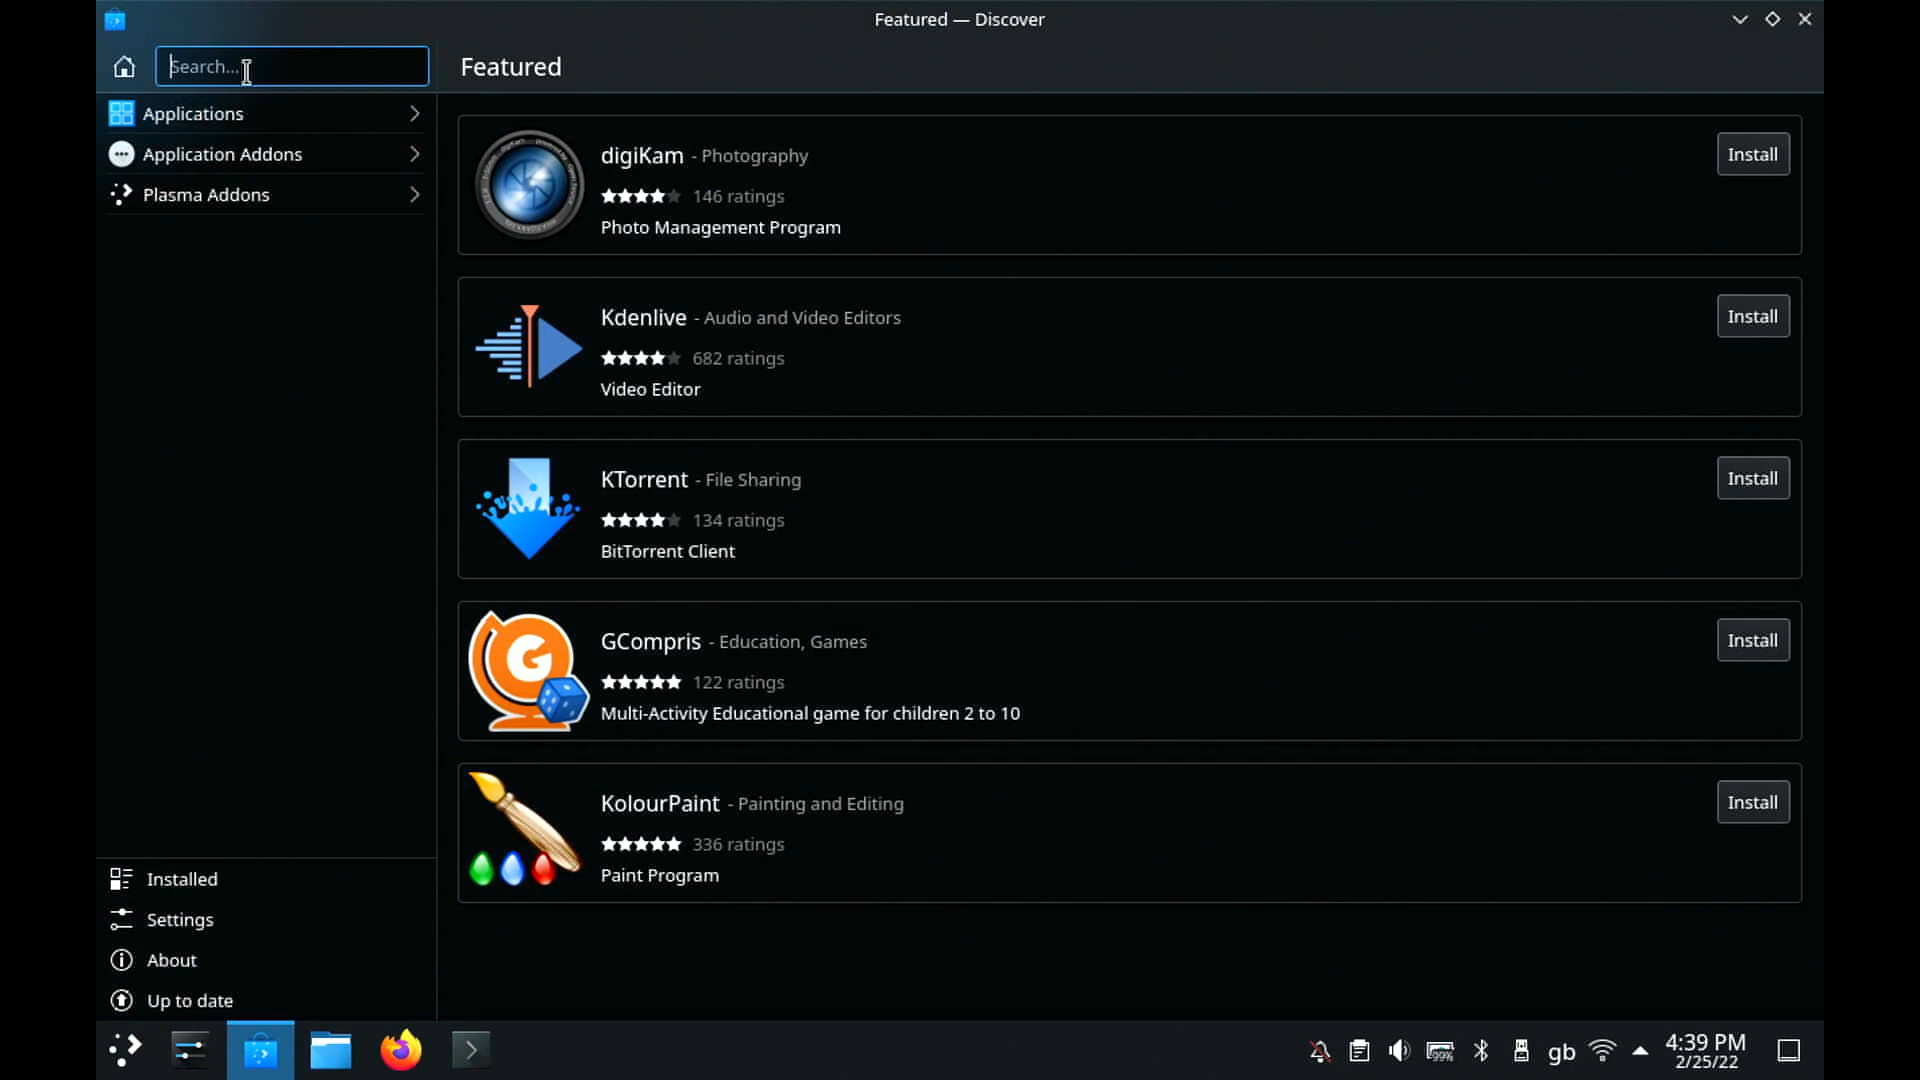 Featured — Discover
Search...
Featured
Applications
Application Addons
Plasma Addons
digiKam - Photography
146 ratings
Photo Management Program
Install
Kdenlive - Audio and Video Editors
682 ratings
Video Editor
Install
KTorrent - File Sharing
134 ratings
BitTorrent Client
Install
G
GCompris - Education, Games
122 ratings
Multi-Activity Educational game for children 2 to 10
Install
KolourPaint - Painting and Editing
336 ratings
Paint Program
Install
Installed
Settings
About
Up to date
99%
gb
4:39 PM
2/25/22